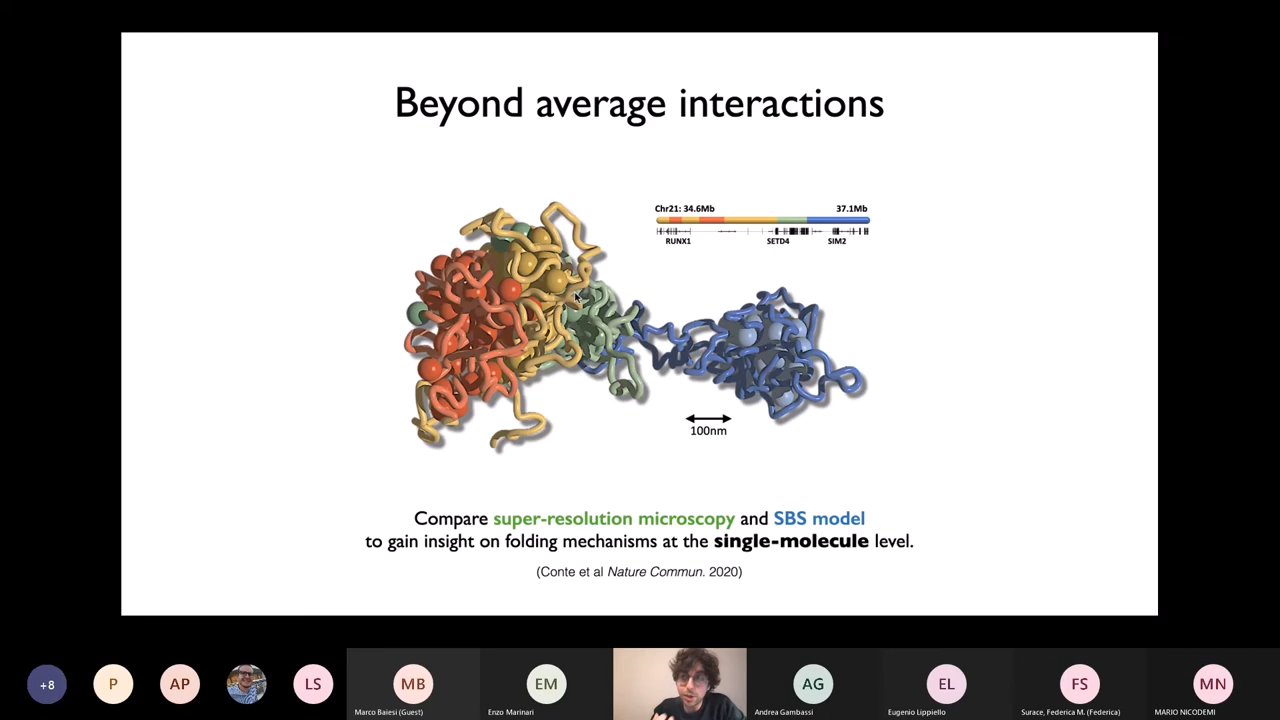 Beyond average interactions
Chr21: 34.6Mb 37.1Mb
RUNX1 SETD4 SIM2
100nm
Compare super-resolution microscopy and SBS model
to gain insight on folding mechanisms at the single-molecule level.
(Conte et al Nature Commun. 2020)
+8 P AP LS MB EM AG EL FS MN
Marco Baiesi (Guest) Enzo Marinari Andrea Gambassi Eugenio Lippiello Surace, Federica M. (Federica) MARIO NICODEMI